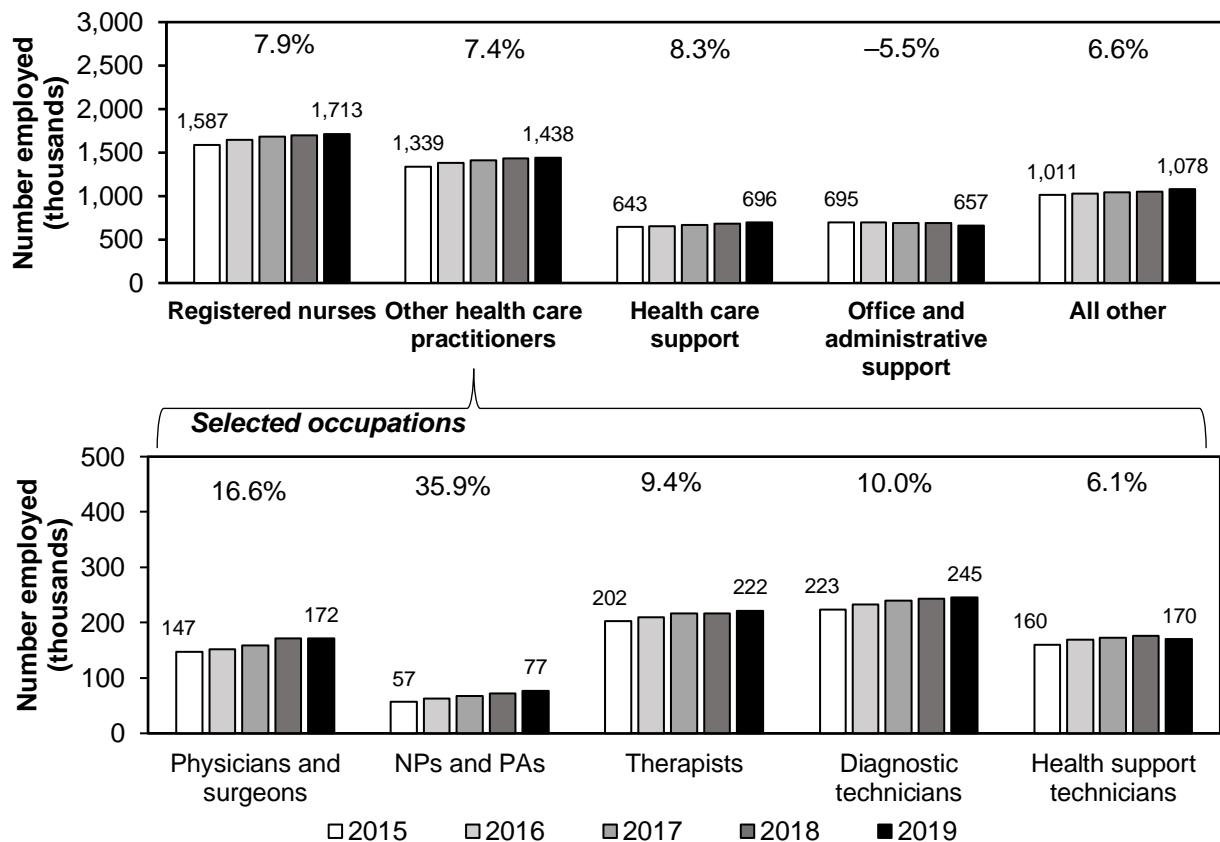 3,000
2,500
2,000
1,500
1,000
500
0
Number employed
(thousands)
7.9%
7.4%
8.3%
–5.5%
6.6%
1,587
1,713
1,339
1,438
643
696
695
657
1,011
1,078
Registered nurses
Other health care
practitioners
Health care
support
Office and
administrative
support
All other
Selected occupations
500
400
300
200
100
0
Number employed
(thousands)
16.6%
35.9%
9.4%
10.0%
6.1%
147
172
57
77
202
222
223
245
160
170
Physicians and
surgeons
NPs and PAs
Therapists
Diagnostic
technicians
Health support
technicians
2015
2016
2017
2018
2019